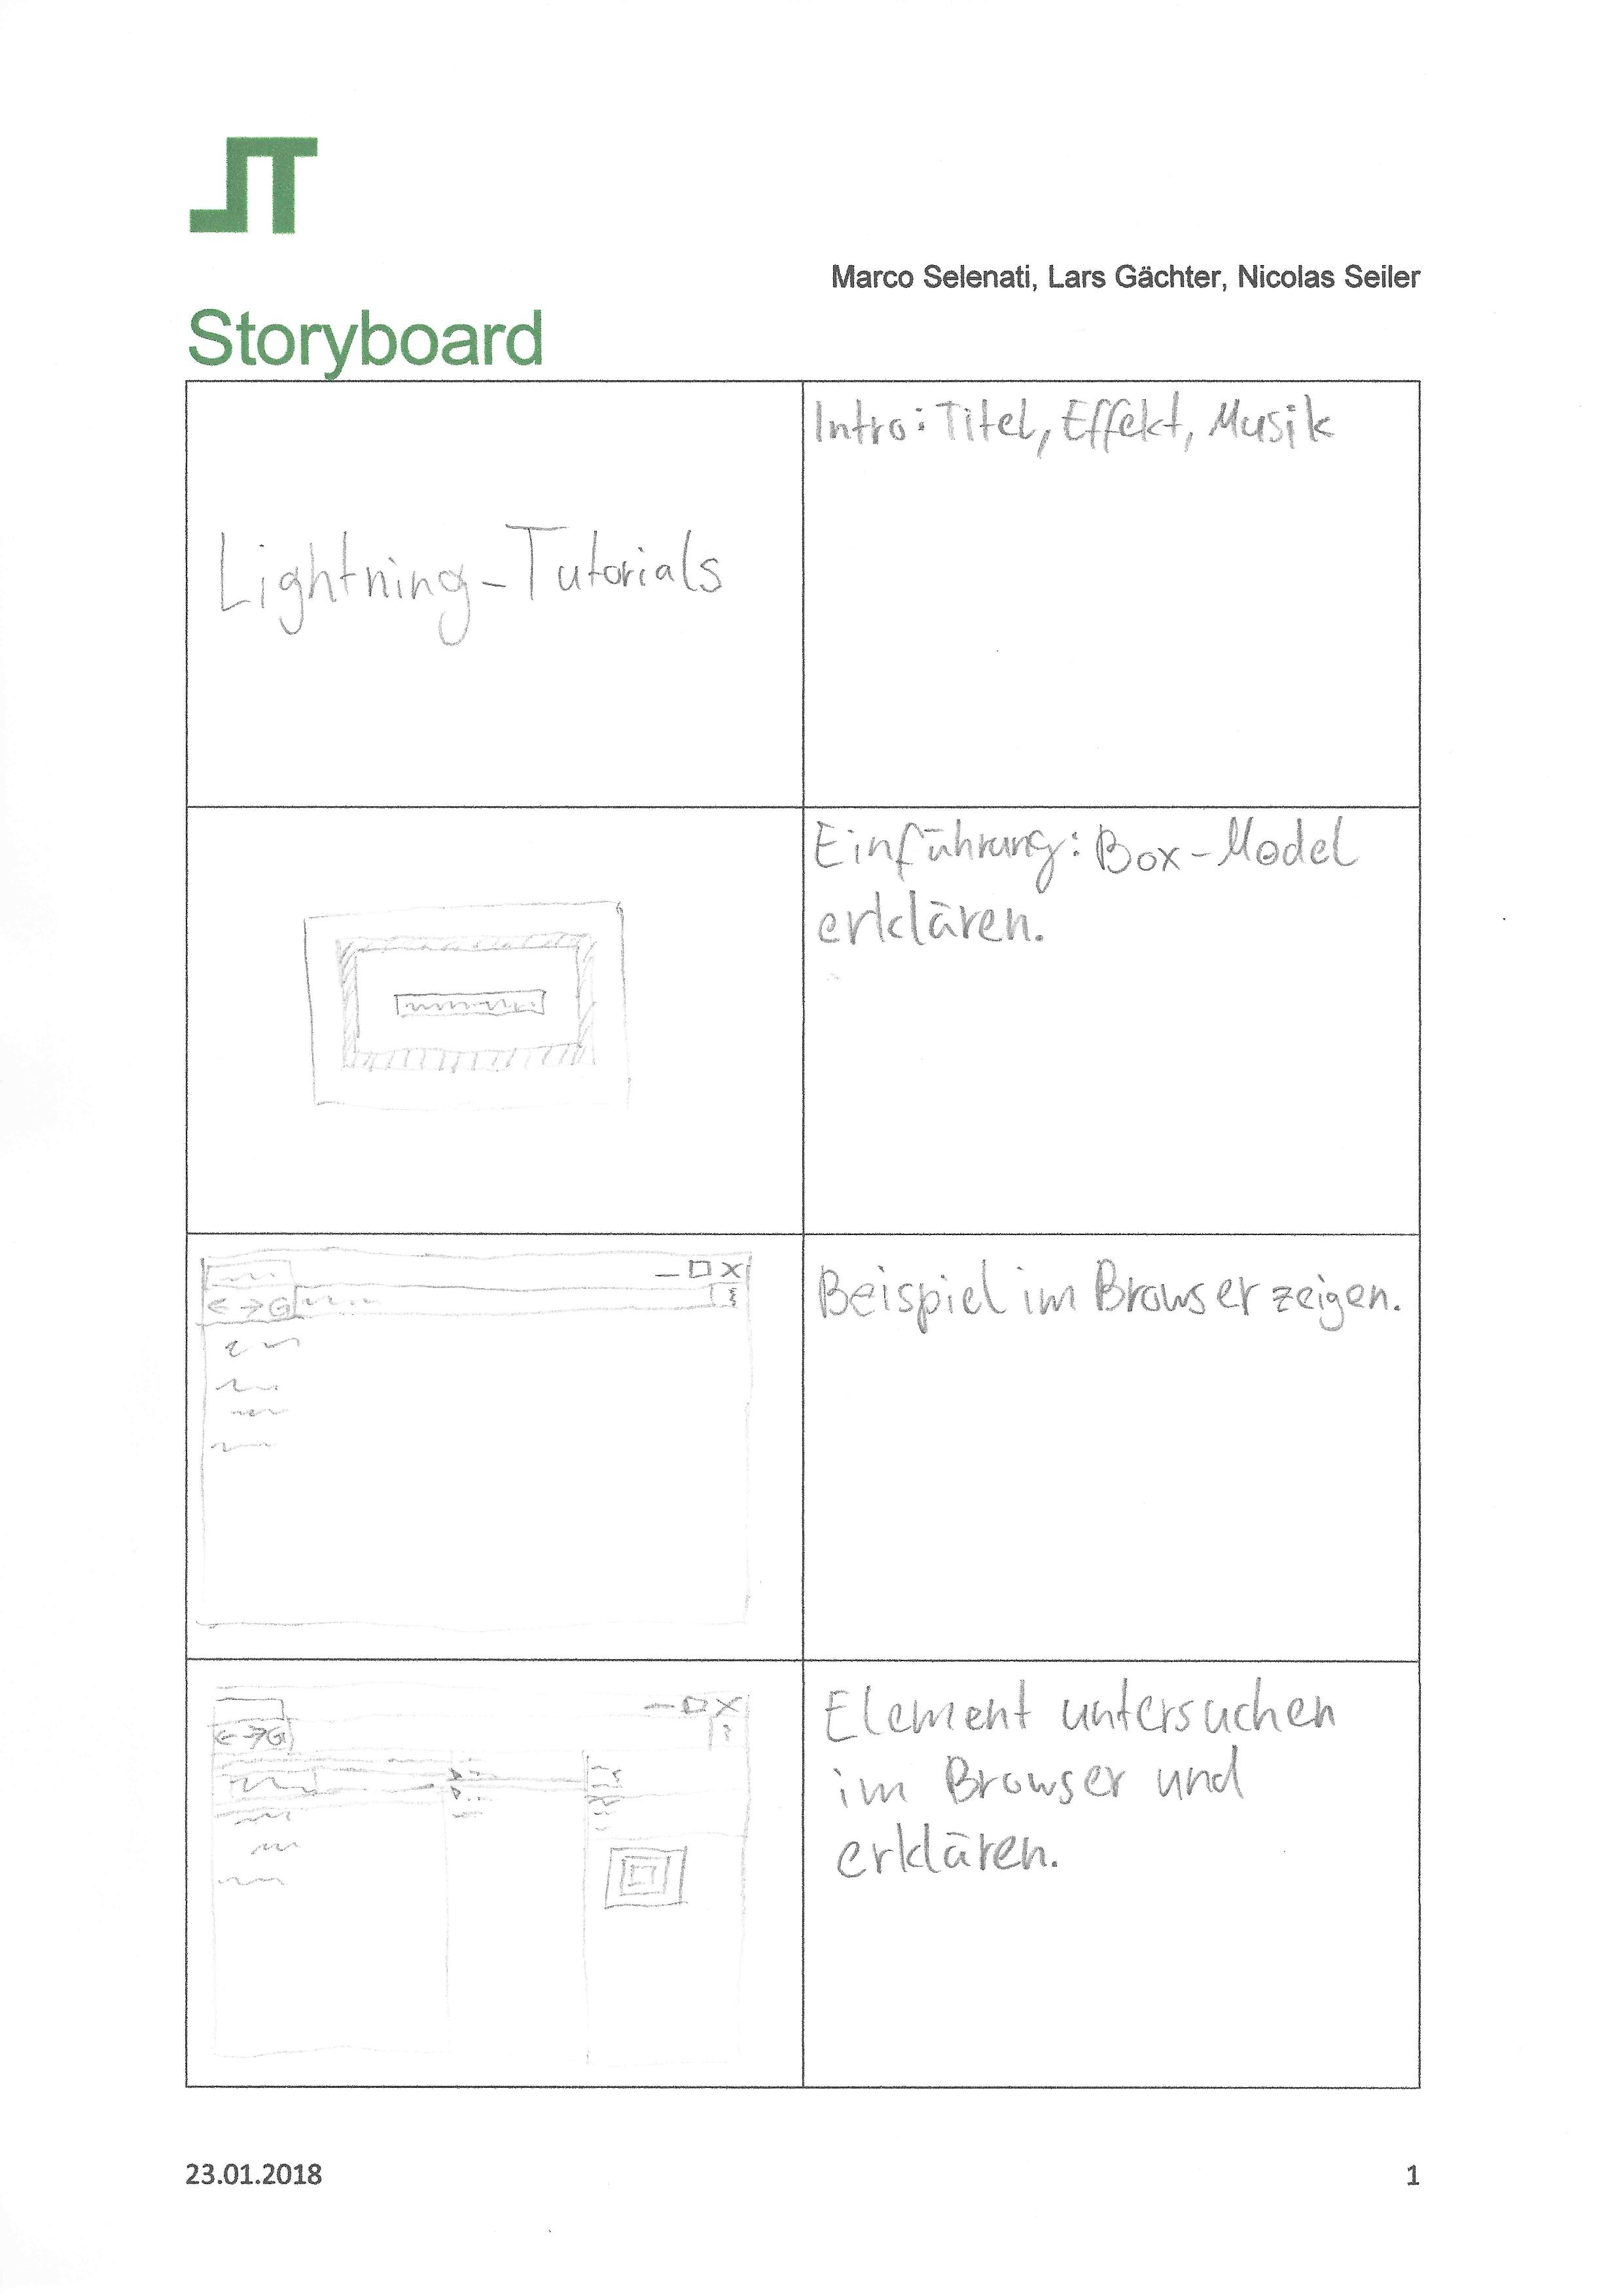 Marco Selenati, Lars Gächter, Nicolas Seiler
Storyboard
Lightning-Tutorials
Intro: Titel, Effekt, Musik
Einführung: Box-Model
erklären.
Beispiel im Browser zeigen.
Element untersuchen
im Browser und
erklären.
23.01.2018
1